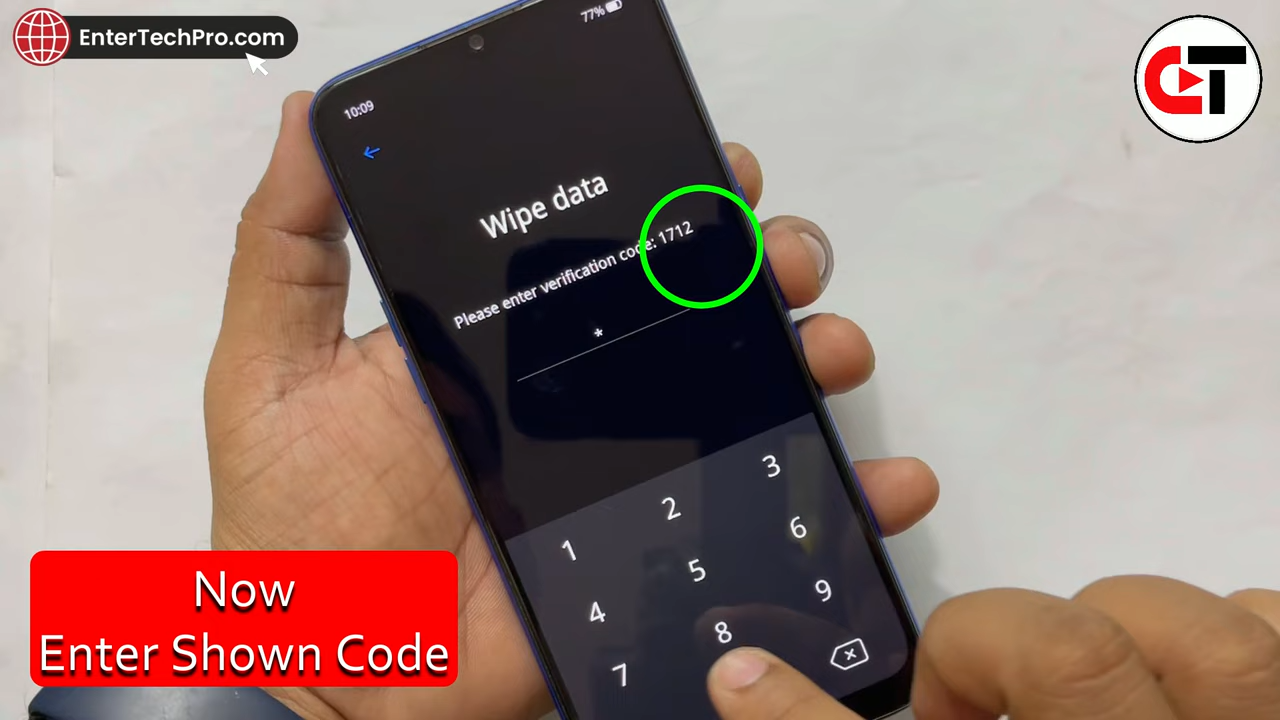 EnterTechPro.com
CT
77%
10:09
Wipe data
Please enter verification code: 1712
*
1 2 3
4 5 6
7 8 9
Now
Enter Shown Code